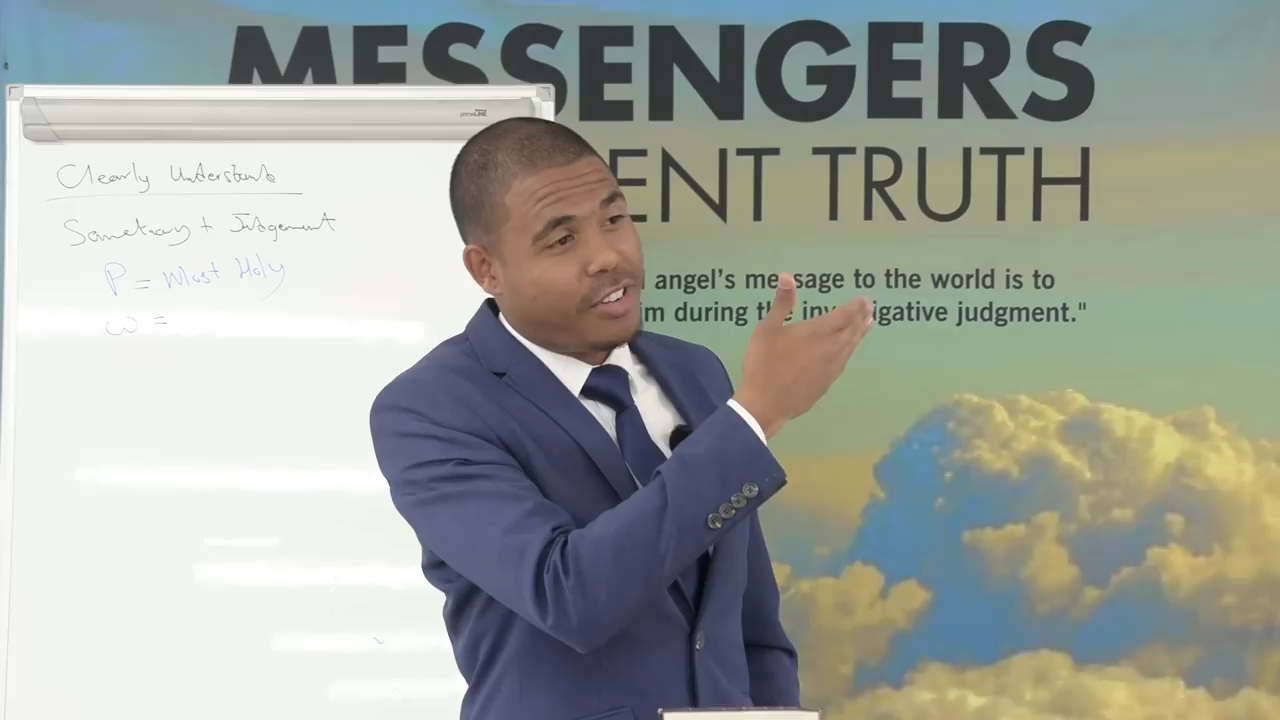 MESSENGERS
ENT TRUTH
angel's message to the world is to
m during the investigative judgment."
Clearly Understand
Sanctuary + Judgement
P = Most Holy
W =